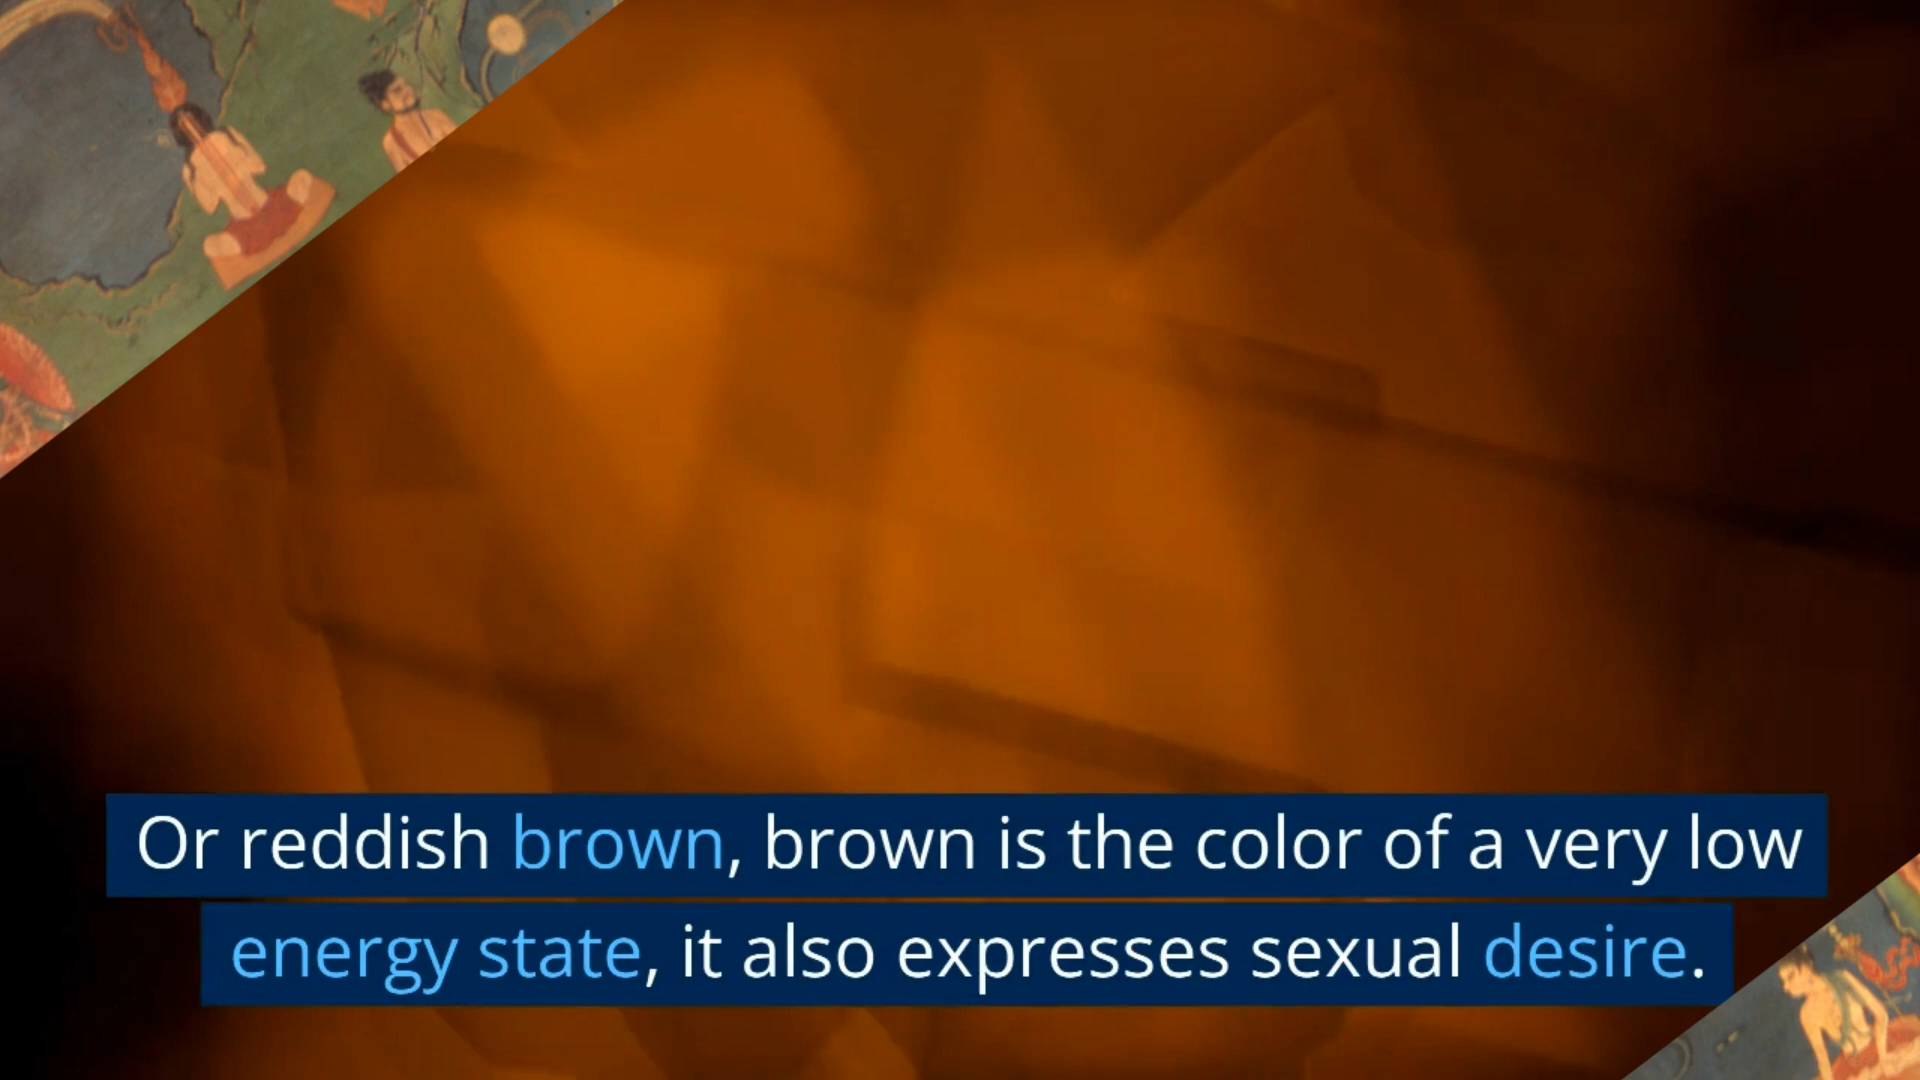 Or reddish brown, brown is the color of a very low
energy state, it also expresses sexual desire.